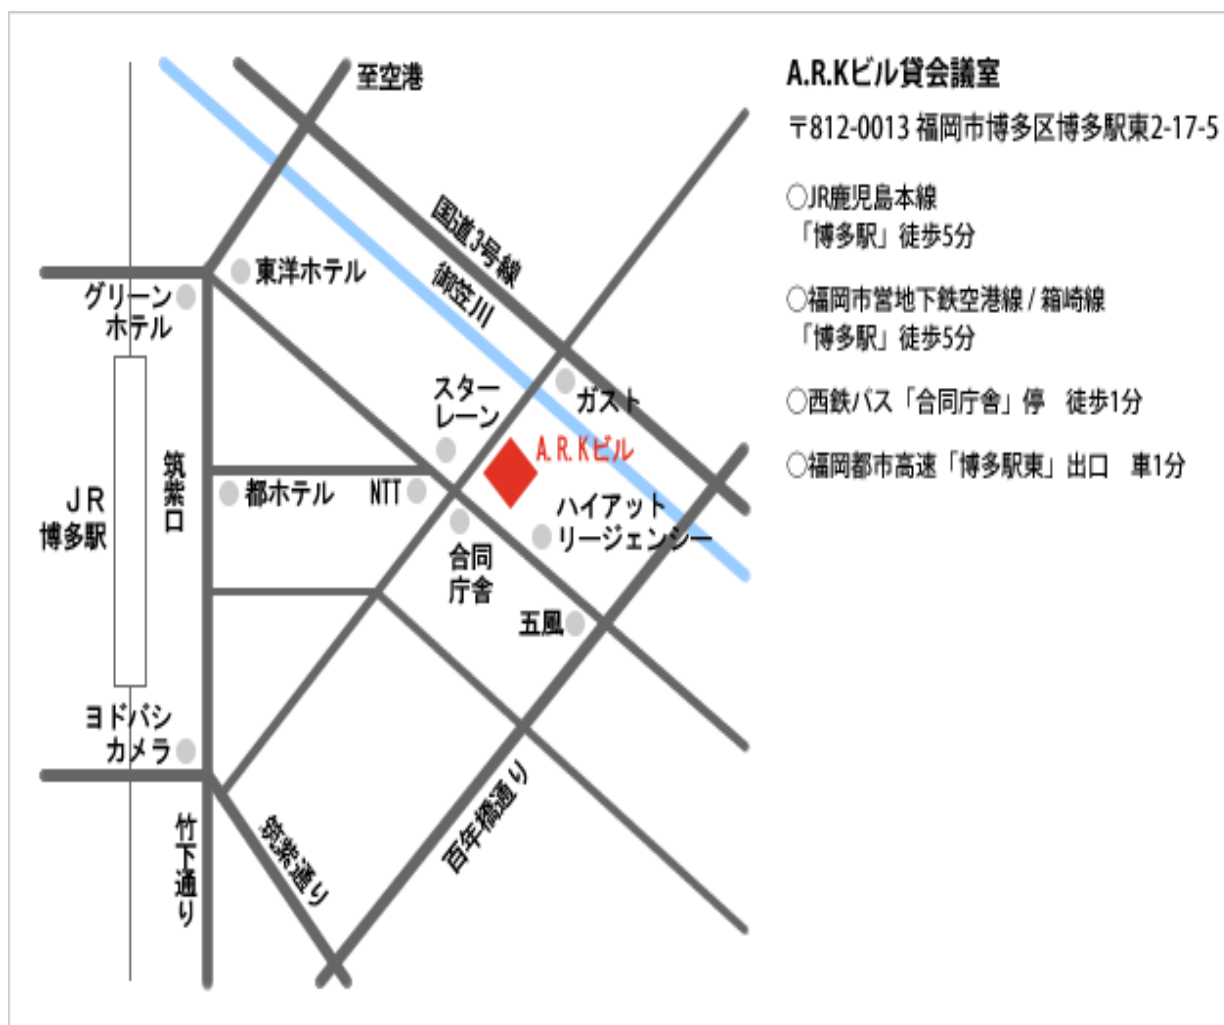 A.R.Kビル貸会議室
〒812-0013 福岡市博多区博多駅東2-17-5
○JR鹿児島本線
「博多駅」徒歩5分
○福岡市営地下鉄空港線 / 箱崎線
「博多駅」徒歩5分
○西鉄バス「合同庁舎」停　徒歩1分
○福岡都市高速「博多駅東」出口　車1分
至空港
国道3号線
御笠川
東洋ホテル
グリーン
ホテル
スター
レーン
ガスト
A.R.Kビル
筑紫口
都ホテル
NTT
ハイアット
リージェンシー
JR
博多駅
合同
庁舎
五風
ヨドバシ
カメラ
竹下通り
筑紫通り
百年橋通り